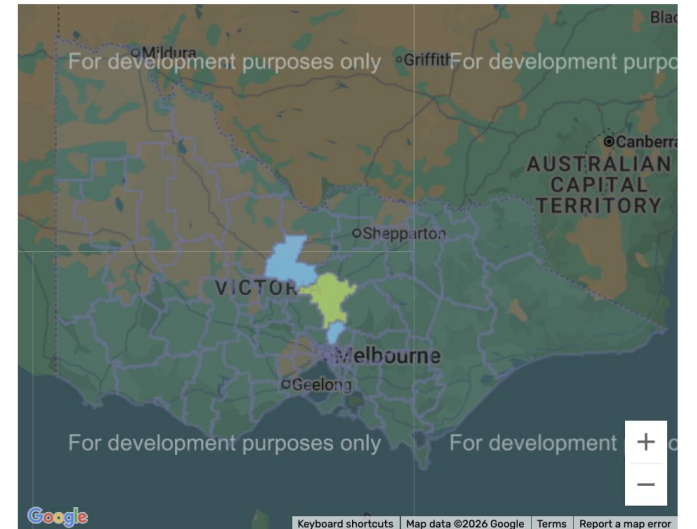 Blac
Mildura
For development purposes only
Griffith
For development purpo
Canberra
AUSTRALIAN
CAPITAL
TERRITORY
Shepparton
VICTOR
Melbourne
Geelong
For development purposes only
For development p
+
−
Google
Keyboard shortcuts
Map data ©2026 Google
Terms
Report a map error